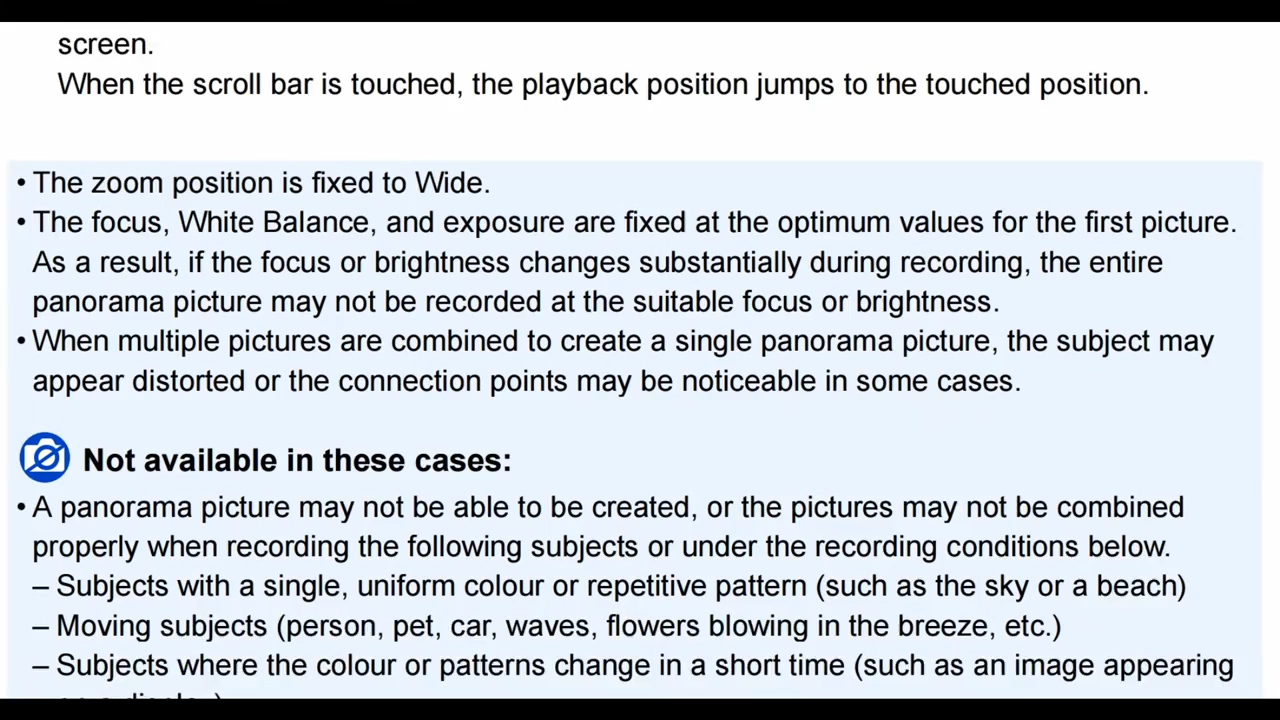 screen.
When the scroll bar is touched, the playback position jumps to the touched position.
• The zoom position is fixed to Wide.
• The focus, White Balance, and exposure are fixed at the optimum values for the first picture.
As a result, if the focus or brightness changes substantially during recording, the entire
panorama picture may not be recorded at the suitable focus or brightness.
• When multiple pictures are combined to create a single panorama picture, the subject may
appear distorted or the connection points may be noticeable in some cases.
Not available in these cases:
• A panorama picture may not be able to be created, or the pictures may not be combined
properly when recording the following subjects or under the recording conditions below.
– Subjects with a single, uniform colour or repetitive pattern (such as the sky or a beach)
– Moving subjects (person, pet, car, waves, flowers blowing in the breeze, etc.)
– Subjects where the colour or patterns change in a short time (such as an image appearing